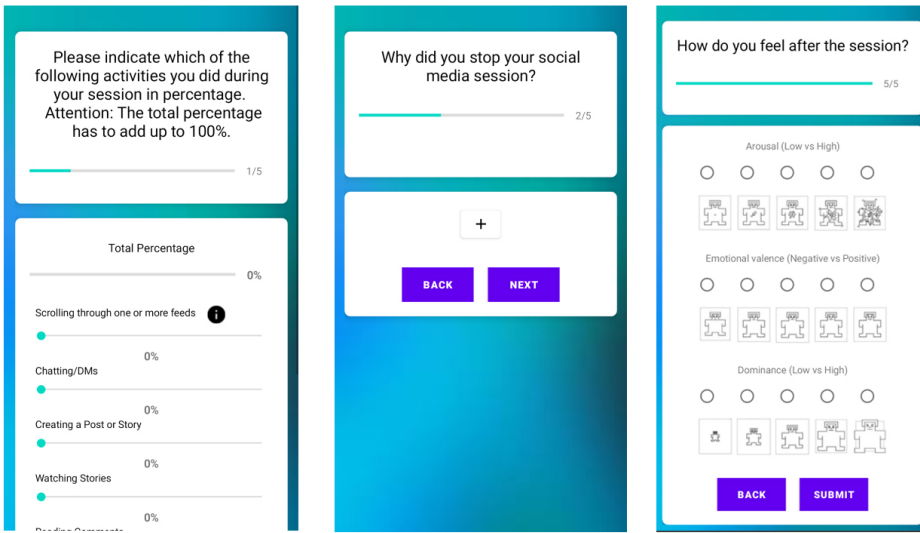 Please indicate which of the
following activities you did during
your session in percentage.
Attention: The total percentage
has to add up to 100%.
1/5
Total Percentage
0%
Scrolling through one or more feeds
0%
Chatting/DMs
0%
Creating a Post or Story
0%
Watching Stories
0%
Reading Comments
Why did you stop your social
media session?
2/5
+
BACK
NEXT
How do you feel after the session?
5/5
Arousal (Low vs High)
Emotional valence (Negative vs Positive)
Dominance (Low vs High)
BACK
SUBMIT